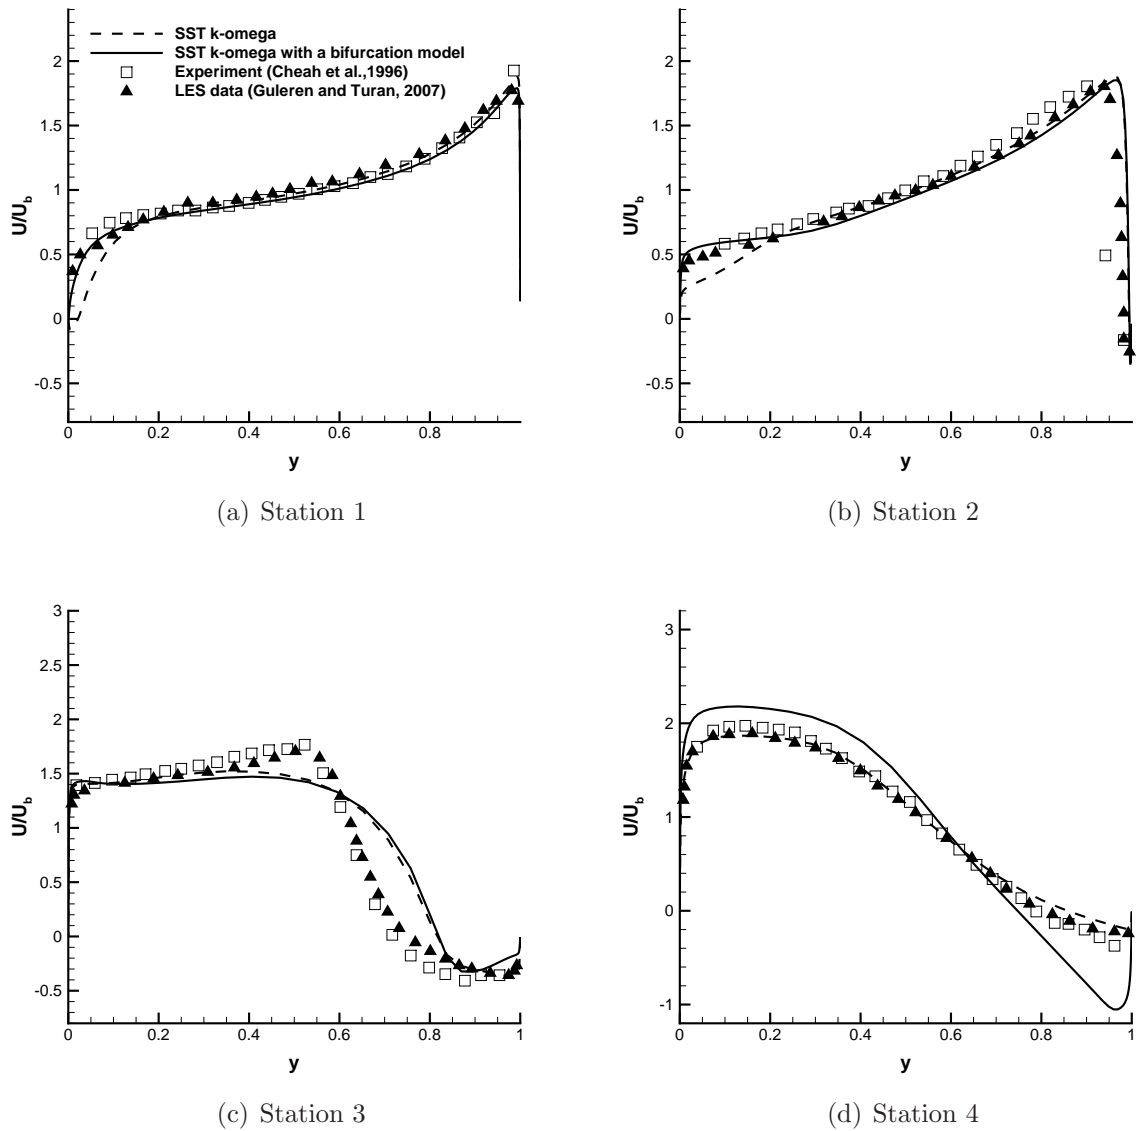 SST k-omega
SST k-omega with a bifurcation model
Experiment (Cheah et al.,1996)
LES data (Guleren and Turan, 2007)
2
1.5
1
0.5
0
-0.5
U/Ub
0 0.2 0.4 0.6 0.8
y
(a) Station 1
2
1.5
1
0.5
0
-0.5
U/Ub
0 0.2 0.4 0.6 0.8
y
(b) Station 2
3
2.5
2
1.5
1
0.5
0
-0.5
U/Ub
0 0.2 0.4 0.6 0.8 1
y
(c) Station 3
3
2
1
0
-1
U/Ub
0 0.2 0.4 0.6 0.8 1
y
(d) Station 4